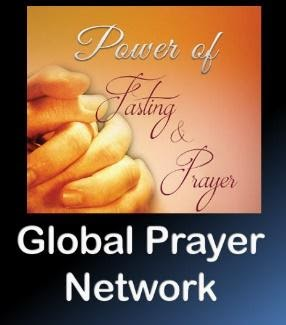 Power of
Fasting
&
Prayer
Global Prayer
Network